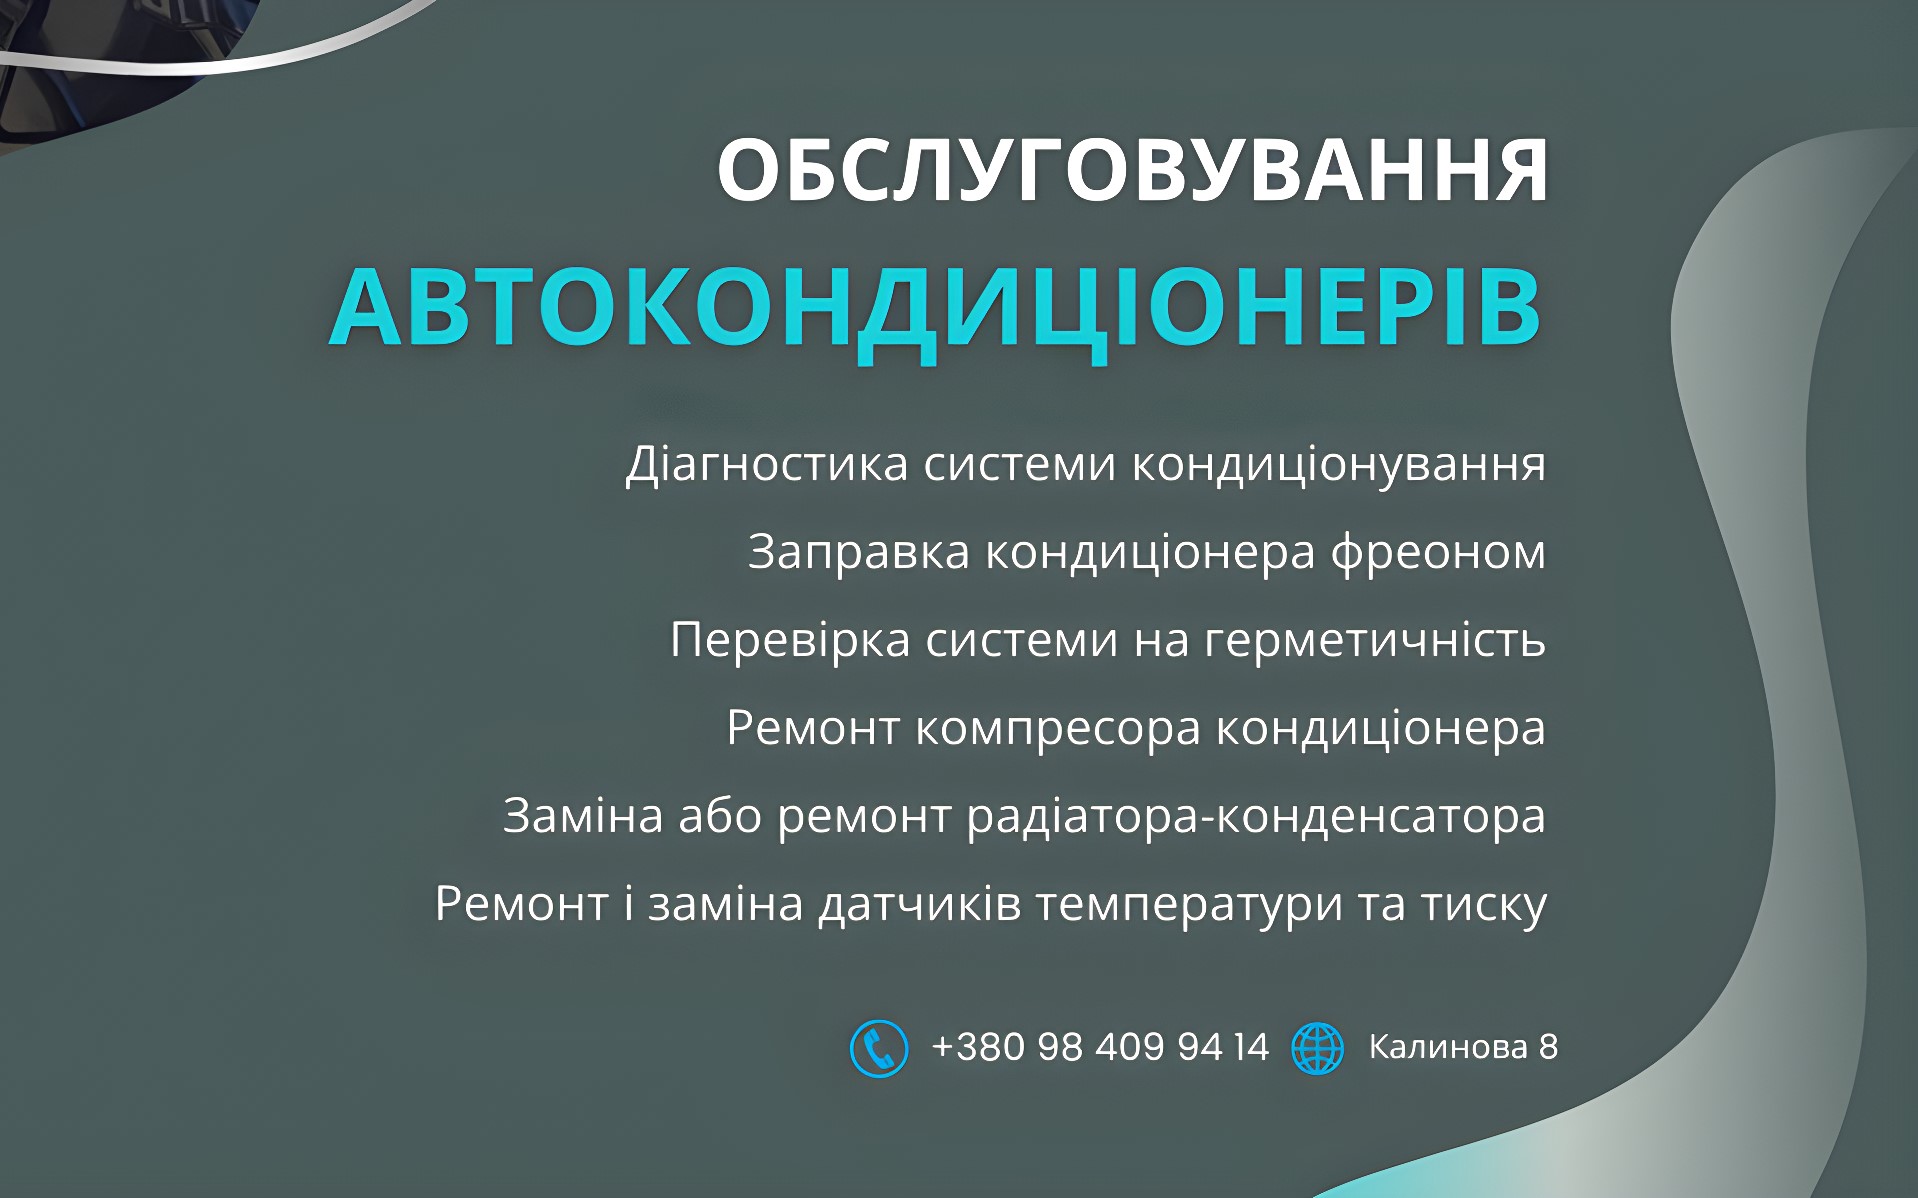 ОБСЛУГОВУВАННЯ
АВТОКОНДИЦІОНЕРІВ
Діагностика системи кондиціонування
Заправка кондиціонера фреоном
Перевірка системи на герметичність
Ремонт компресора кондиціонера
Заміна або ремонт радіатора-конденсатора
Ремонт і заміна датчиків температури та тиску
+380 98 409 94 14 Калинова 8